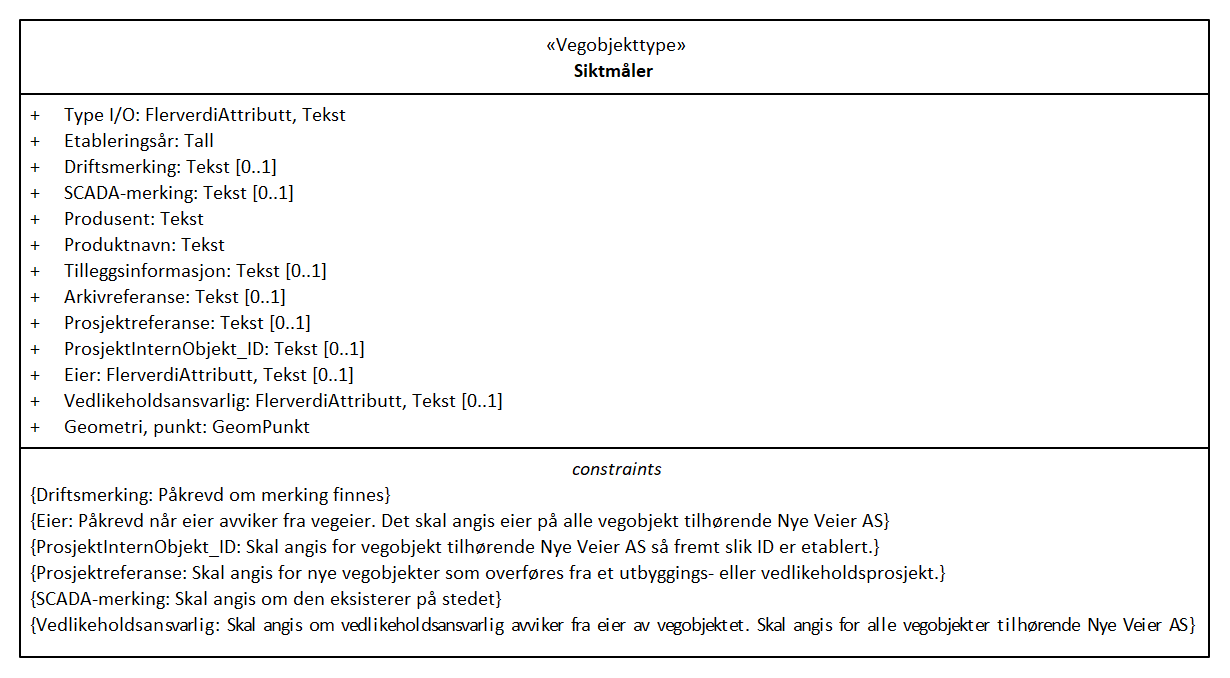 «Vegobjekttype»
Siktmåler
+ Type I/O: FlerverdiAttributt, Tekst
+ Etableringsår: Tall
+ Driftsmerking: Tekst [0..1]
+ SCADA-merking: Tekst [0..1]
+ Produsent: Tekst
+ Produktnavn: Tekst
+ Tilleggsinformasjon: Tekst [0..1]
+ Arkivreferanse: Tekst [0..1]
+ Prosjektreferanse: Tekst [0..1]
+ ProsjektInternObjekt_ID: Tekst [0..1]
+ Eier: FlerverdiAttributt, Tekst [0..1]
+ Vedlikeholdsansvarlig: FlerverdiAttributt, Tekst [0..1]
+ Geometri, punkt: GeomPunkt
constraints
{Driftsmerking: Påkrevd om merking finnes}
{Eier: Påkrevd når eier avviker fra vegeier. Det skal angis eier på alle vegobjekt tilhørende Nye Veier AS}
{ProsjektInternObjekt_ID: Skal angis for vegobjekt tilhørende Nye Veier AS så fremt slik ID er etablert.}
{Prosjektreferanse: Skal angis for nye vegobjekter som overføres fra et utbyggings- eller vedlikeholdsprosjekt.}
{SCADA-merking: Skal angis om den eksisterer på stedet}
{Vedlikeholdsansvarlig: Skal angis om vedlikeholdsansvarlig avviker fra eier av vegobjektet. Skal angis for alle vegobjekter tilhørende Nye Veier AS}